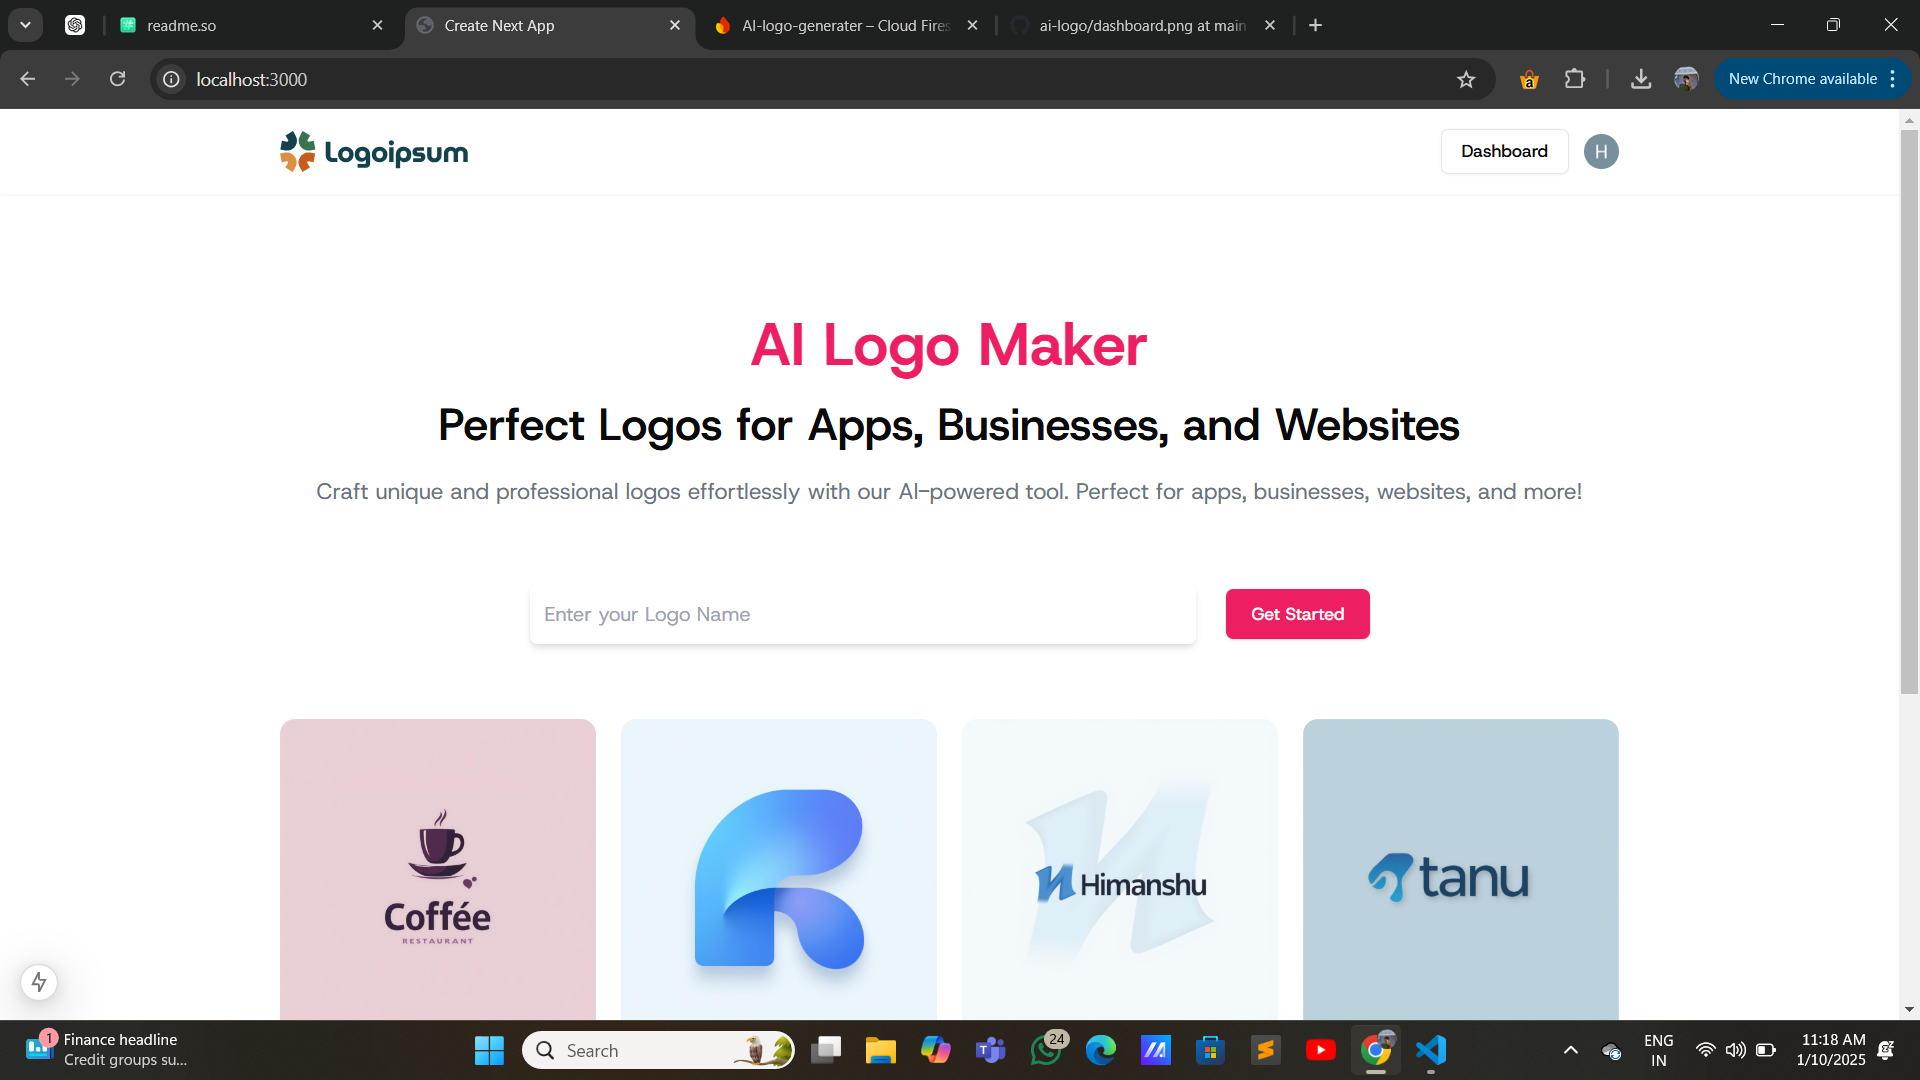 readme.so
Create Next App
AI-logo-generater – Cloud Fires
ai-logo/dashboard.png at main
localhost:3000
New Chrome available
Logoipsum
Dashboard
H
AI Logo Maker
Perfect Logos for Apps, Businesses, and Websites
Craft unique and professional logos effortlessly with our AI-powered tool. Perfect for apps, businesses, websites, and more!
Enter your Logo Name
Get Started
Coffée
RESTAURANT
Himanshu
tanu
1
Finance headline
Credit groups su...
Search
24
ENG
IN
11:18 AM
1/10/2025